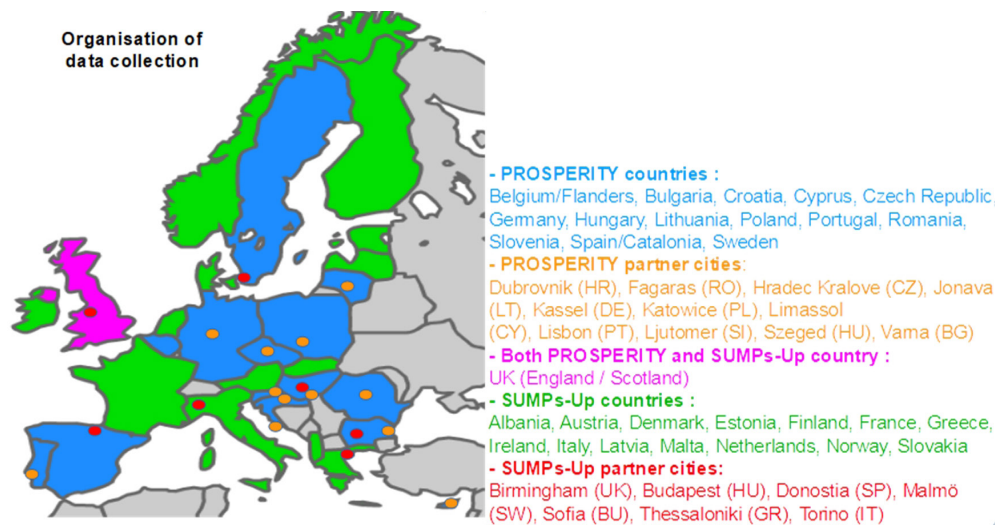 Organisation of
data collection
- PROSPERITY countries :
Belgium/Flanders, Bulgaria, Croatia, Cyprus, Czech Republic,
Germany, Hungary, Lithuania, Poland, Portugal, Romania,
Slovenia, Spain/Catalonia, Sweden
- PROSPERITY partner cities:
Dubrovnik (HR), Fagaras (RO), Hradec Kralove (CZ), Jonava
(LT), Kassel (DE), Katowice (PL), Limassol
(CY), Lisbon (PT), Ljutomer (SI), Szeged (HU), Varna (BG)
- Both PROSPERITY and SUMPs-Up country :
UK (England / Scotland)
- SUMPs-Up countries :
Albania, Austria, Denmark, Estonia, Finland, France, Greece,
Ireland, Italy, Latvia, Malta, Netherlands, Norway, Slovakia
- SUMPs-Up partner cities:
Birmingham (UK), Budapest (HU), Donostia (SP), Malmö
(SW), Sofia (BU), Thessaloniki (GR), Torino (IT)